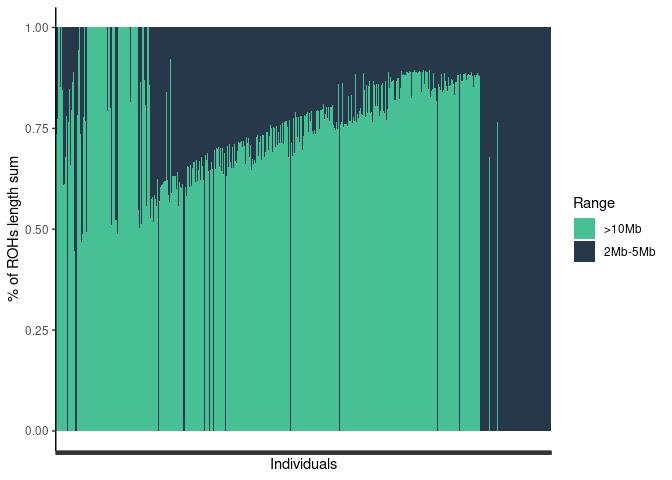 1.00
0.75
0.50
0.25
0.00
% of ROHs length sum
Individuals
Range
>10Mb
2Mb-5Mb